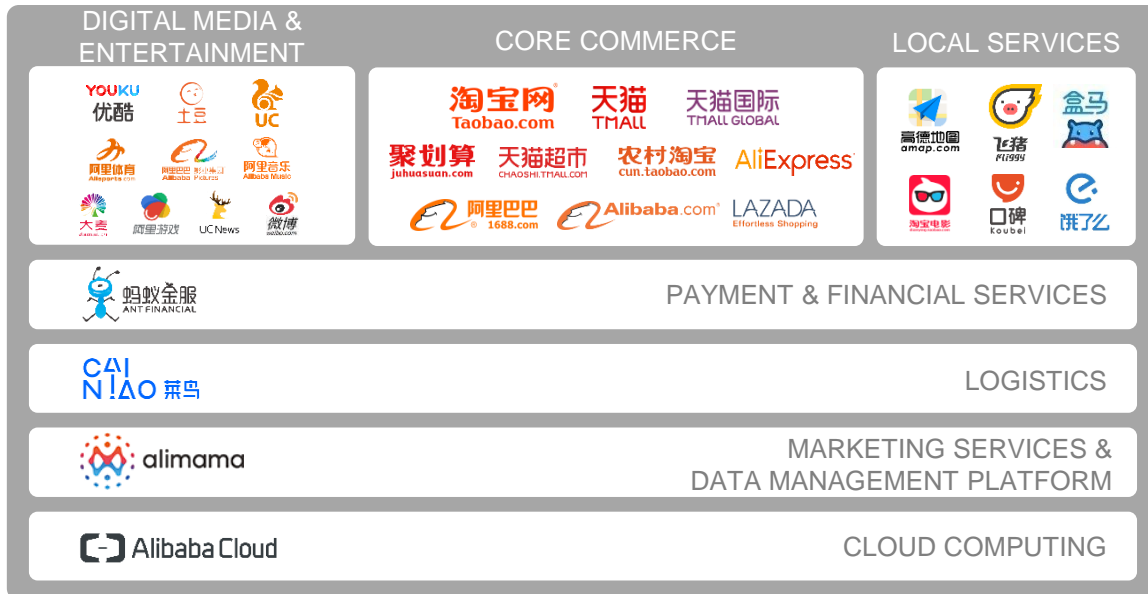 DIGITAL MEDIA &
ENTERTAINMENT
YOUKU
优酷
土豆
UC
阿里体育
Alisports.com
阿里巴巴影业集团
Alibaba Pictures
阿里音乐
Alibaba Music
大麦
阿里游戏
UC News
微博
weibo.com
CORE COMMERCE
淘宝网
Taobao.com
天猫
TMALL
天猫国际
TMALL GLOBAL
聚划算
juhuasuan.com
天猫超市
CHAOSHI.TMALL.COM
农村淘宝
cun.taobao.com
AliExpress
阿里巴巴
1688.com
Alibaba.com
LAZADA
Effortless Shopping
LOCAL SERVICES
高德地图
amap.com
飞猪
Fliggy
盒马
淘宝电影
口碑
Koubei
饿了么
蚂蚁金服
ANT FINANCIAL
PAYMENT & FINANCIAL SERVICES
CAI
NIAO 菜鸟
LOGISTICS
alimama
MARKETING SERVICES &
DATA MANAGEMENT PLATFORM
Alibaba Cloud
CLOUD COMPUTING